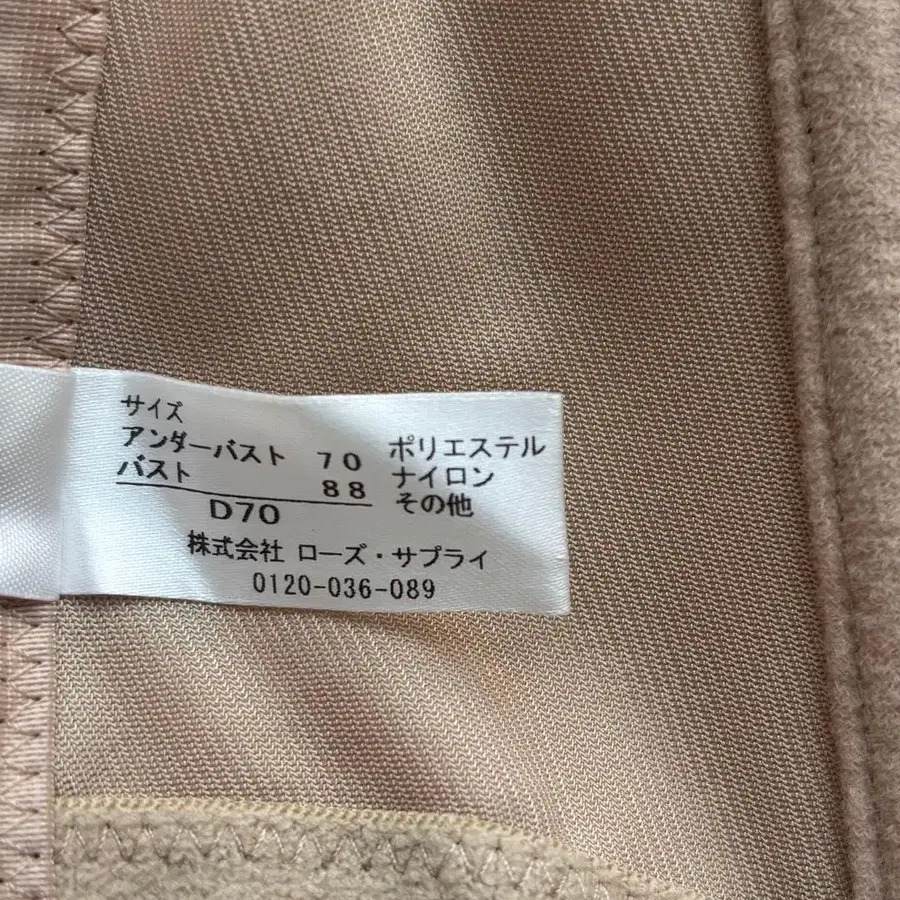 サイズ
アンダーバスト 70 ポリエステル
バスト 88 ナイロン
D70 その他
株式会社 ローズ・サプライ
0120-036-089